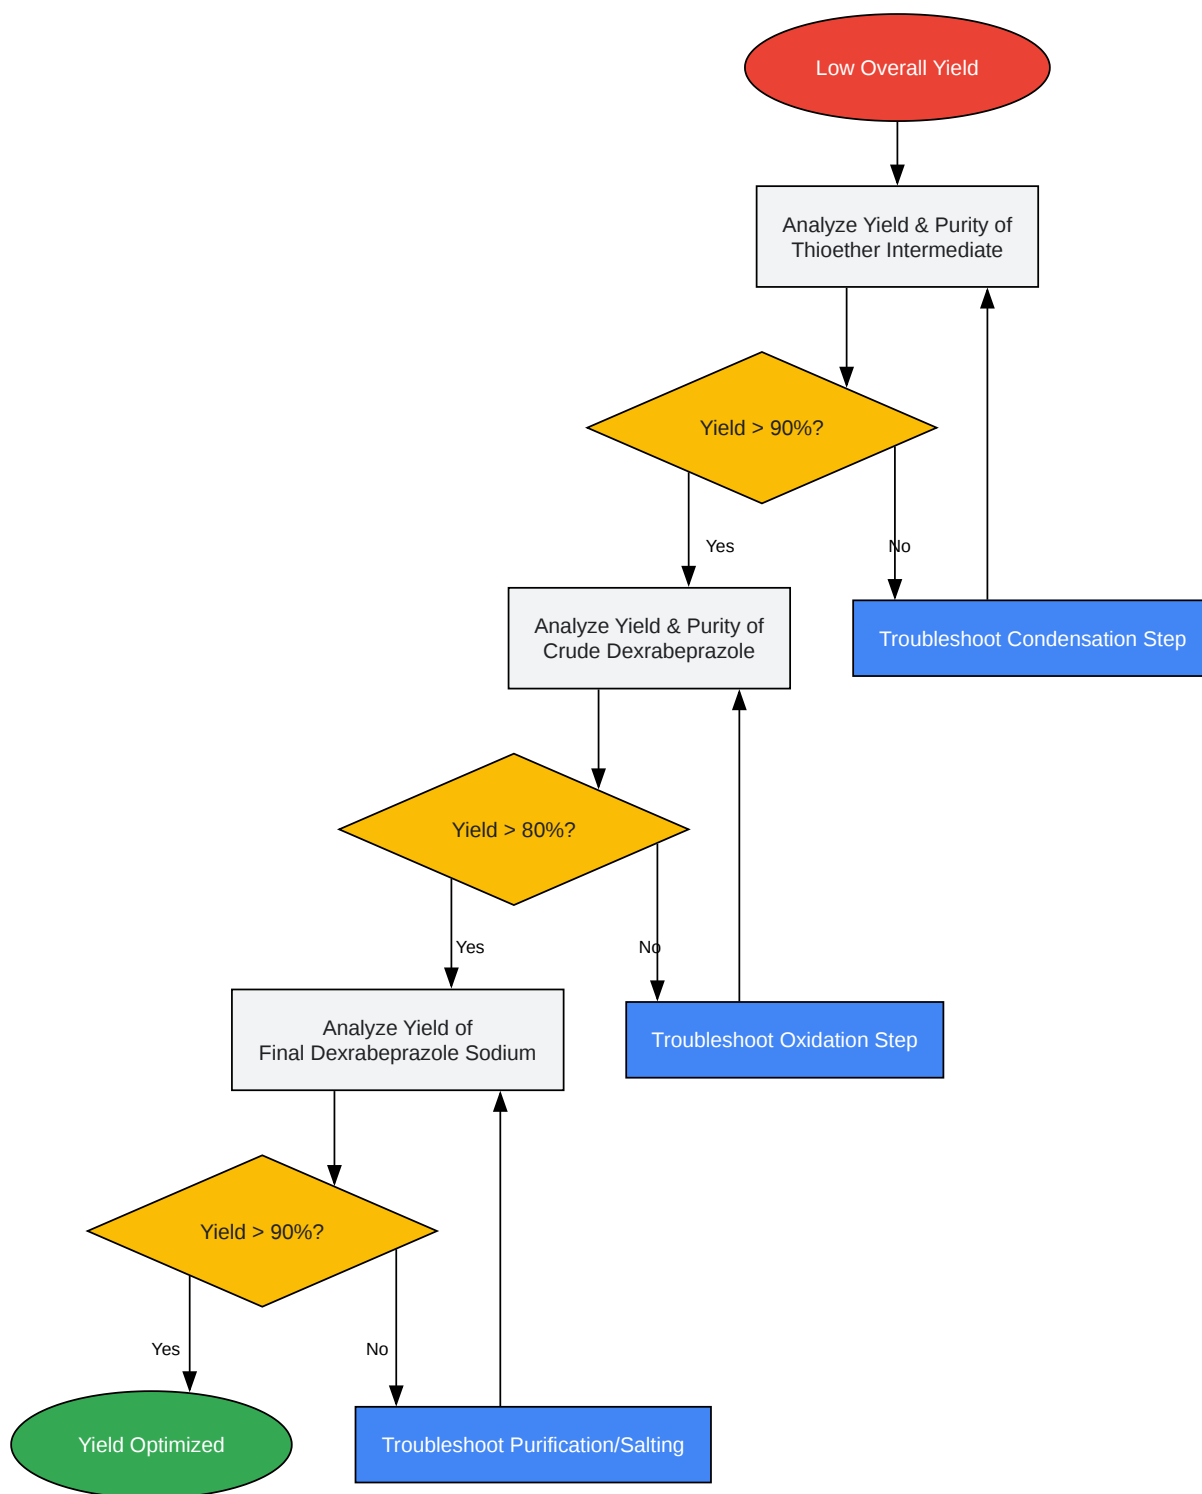 Low Overall Yield
Analyze Yield & Purity of
Thioether Intermediate
Yield > 90%?
Yes
No
Analyze Yield & Purity of
Crude Dexrabeprazole
Troubleshoot Condensation Step
Yield > 80%?
Yes
No
Analyze Yield of
Final Dexrabeprazole Sodium
Troubleshoot Oxidation Step
Yield > 90%?
Yes
No
Yield Optimized
Troubleshoot Purification/Salting